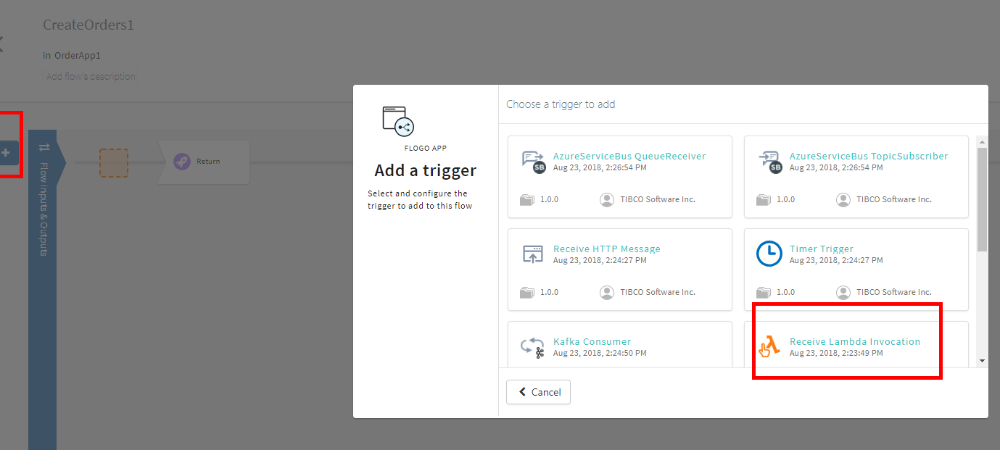 CreateOrders1
in OrderApp1
Add flow's description
Flow Inputs & Outputs
Return
FLOGO APP
Add a trigger
Select and configure the
trigger to add to this flow
Choose a trigger to add
AzureServiceBus QueueReceiver
Aug 23, 2018, 2:26:54 PM
SB
1.0.0
TIBCO Software Inc.
AzureServiceBus TopicSubscriber
Aug 23, 2018, 2:26:54 PM
SB
1.0.0
TIBCO Software Inc.
Receive HTTP Message
Aug 23, 2018, 2:24:27 PM
1.0.0
TIBCO Software Inc.
Timer Trigger
Aug 23, 2018, 2:24:27 PM
1.0.0
TIBCO Software Inc.
Kafka Consumer
Aug 23, 2018, 2:24:50 PM
Receive Lambda Invocation
Aug 23, 2018, 2:23:49 PM
Cancel